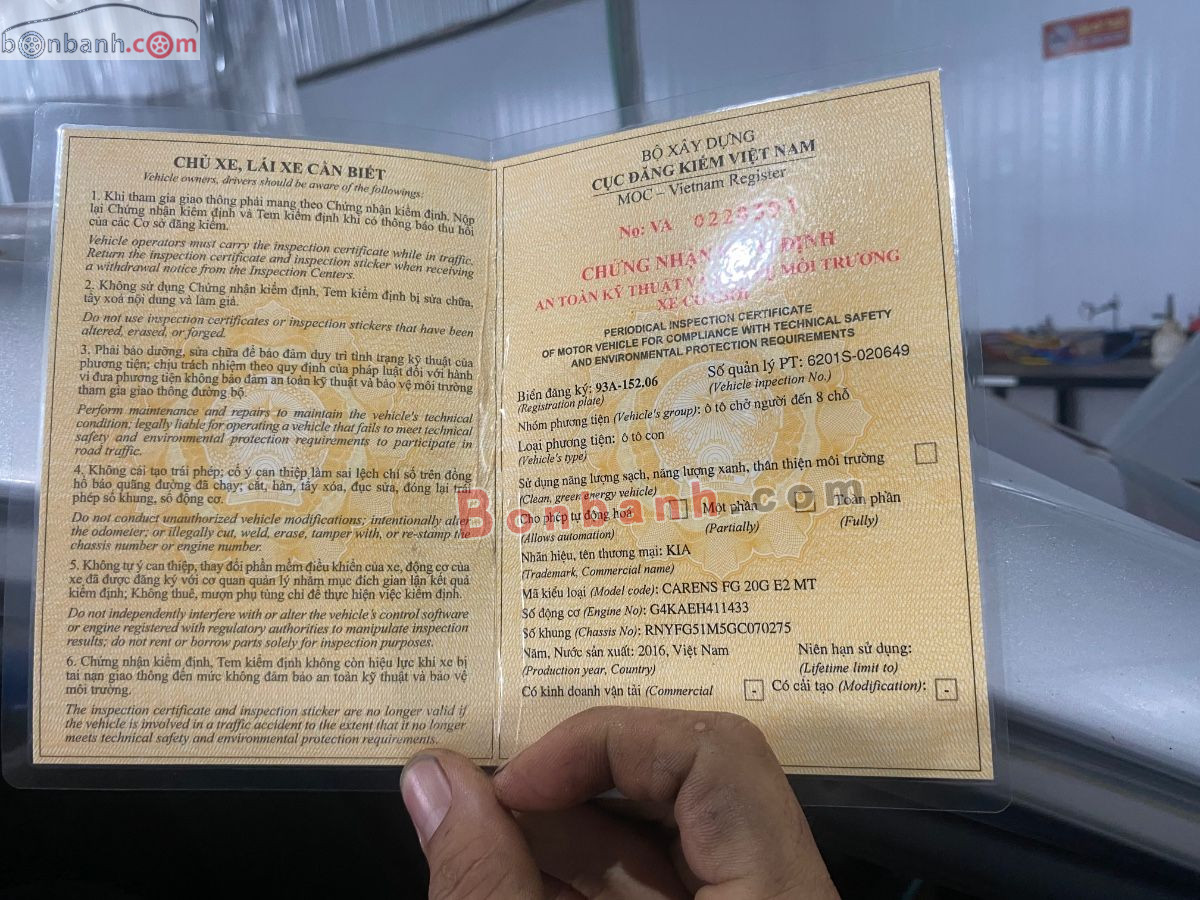 bonbanh.com
CHỦ XE, LÁI XE CẦN BIẾT
Vehicle owners, drivers should be aware of the followings:
1. Khi tham gia giao thông phải mang theo Chứng nhận kiểm định. Nộp
lại Chứng nhận kiểm định và Tem kiểm định khi có thông báo thu hồi
của các Cơ sở đăng kiểm.
Vehicle operators must carry the inspection certificate while in traffic.
Return the inspection certificate and inspection sticker when receiving
a withdrawal notice from the Inspection Centers.
2. Không sử dụng Chứng nhận kiểm định, Tem kiểm định bị sửa chữa,
tẩy xoá nội dung và làm giả.
Do not use inspection certificates or inspection stickers that have been
altered, erased, or forged.
3. Phải bảo dưỡng, sửa chữa để bảo đảm duy trì tình trạng kỹ thuật của
phương tiện; chịu trách nhiệm theo quy định của pháp luật đối với hành
vi đưa phương tiện không bảo đảm an toàn kỹ thuật và bảo vệ môi trường
tham gia giao thông đường bộ.
Perform maintenance and repairs to maintain the vehicle's technical
condition; legally liable for operating a vehicle that fails to meet technical
safety and environmental protection requirements to participate in
road traffic.
4. Không cải tạo trái phép; cố ý can thiệp làm sai lệch chỉ số trên đồng
hồ báo quãng đường đã chạy; cắt, hàn, tẩy xóa, đục sửa, đóng lại trái
phép số khung, số động cơ.
Do not conduct unauthorized vehicle modifications; intentionally alter
the odometer; or illegally cut, weld, erase, tamper with, or re-stamp the
chassis number or engine number.
5. Không tự ý can thiệp, thay đổi phần mềm điều khiển của xe, động cơ của
xe đã được đăng ký với cơ quan quản lý nhằm mục đích gian lận kết quả
kiểm định; Không thuê, mượn phụ tùng chỉ để thực hiện việc kiểm định.
Do not independently interfere with or alter the vehicle's control software
or engine registered with regulatory authorities to manipulate inspection
results; do not rent or borrow parts solely for inspection purposes.
6. Chứng nhận kiểm định, Tem kiểm định không còn hiệu lực khi xe bị
tai nạn giao thông đến mức không đảm bảo an toàn kỹ thuật và bảo vệ
môi trường.
The inspection certificate and inspection sticker are no longer valid if
the vehicle is involved in a traffic accident to the extent that it no longer
meets technical safety and environmental protection requirements.
BỘ XÂY DỰNG
CỤC ĐĂNG KIỂM VIỆT NAM
MOC – Vietnam Register
No: VA
CHỨNG NHẬN ĐỊNH
AN TOÀN KỸ THUẬT MÔI TRƯỜNG
XE
PERIODICAL INSPECTION CERTIFICATE
OF MOTOR VEHICLE FOR COMPLIANCE WITH TECHNICAL SAFETY
AND ENVIRONMENTAL PROTECTION REQUIREMENTS
Biển đăng ký: 93A-152.06 Số quản lý PT: 6201S-020649
(Registration plate) (Vehicle inpection No.)
Nhóm phương tiện (Vehicle's group): ô tô chở người đến 8 chỗ
Loại phương tiện: ô tô con
(Vehicle's type)
Sử dụng năng lượng sạch, năng lượng xanh, thân thiện môi trường
(Clean, green energy vehicle)
Cho phép tự động hoá Một phần Toàn phần
(Allows automation) (Partially) (Fully)
Bonbanh.com
Nhãn hiệu, tên thương mại: KIA
(Trademark, Commercial name)
Mã kiểu loại (Model code): CARENS FG 20G E2 MT
Số động cơ (Engine No): G4KAEH411433
Số khung (Chassis No): RNYFG51M5GC070275
Năm, Nước sản xuất: 2016, Việt Nam Niên hạn sử dụng:
(Production year, Country) (Lifetime limit to)
Có kinh doanh vận tải (Commercial - Có cải tạo (Modification): -